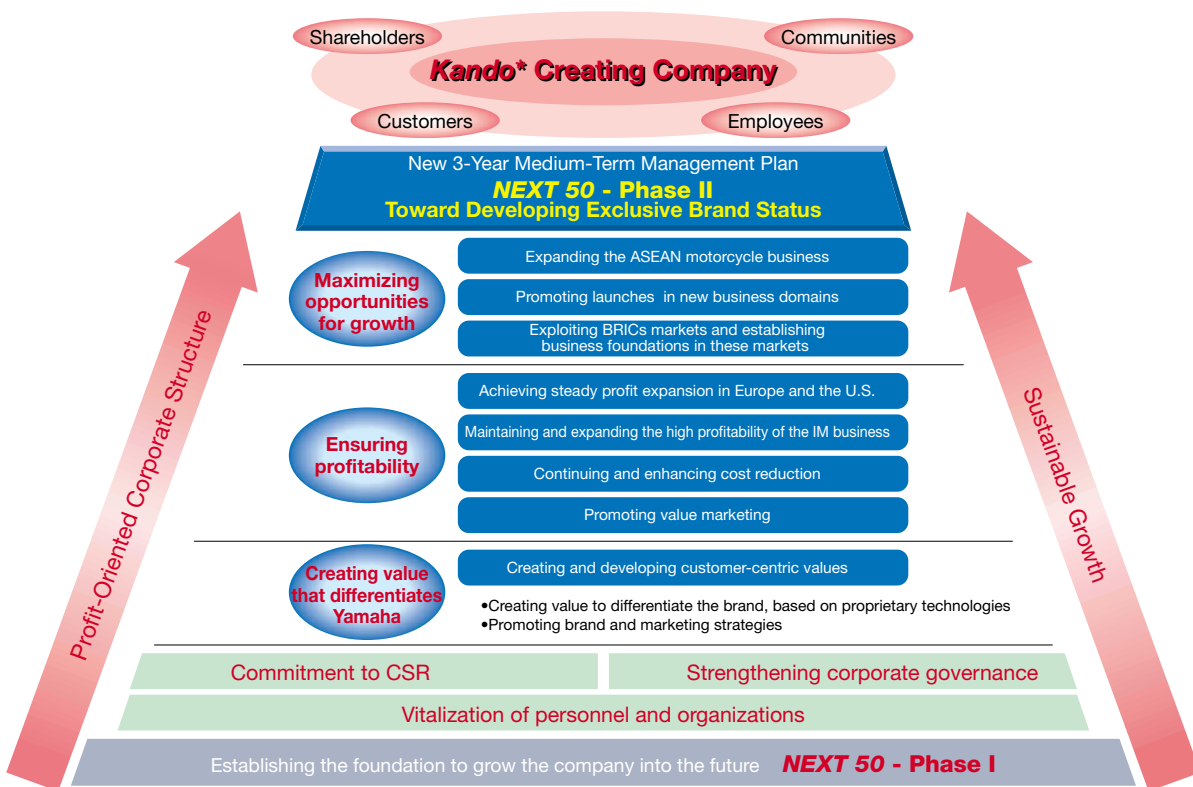 Shareholders
Communities
Kando* Creating Company
Customers
Employees
New 3-Year Medium-Term Management Plan
NEXT 50 - Phase II
Toward Developing Exclusive Brand Status
Profit-Oriented Corporate Structure
Sustainable Growth
Maximizing
opportunities
for growth
Expanding the ASEAN motorcycle business
Promoting launches in new business domains
Exploiting BRICs markets and establishing
business foundations in these markets
Ensuring
profitability
Achieving steady profit expansion in Europe and the U.S.
Maintaining and expanding the high profitability of the IM business
Continuing and enhancing cost reduction
Promoting value marketing
Creating value
that differentiates
Yamaha
Creating and developing customer-centric values
•Creating value to differentiate the brand, based on proprietary technologies
•Promoting brand and marketing strategies
Commitment to CSR
Strengthening corporate governance
Vitalization of personnel and organizations
Establishing the foundation to grow the company into the future NEXT 50 - Phase I